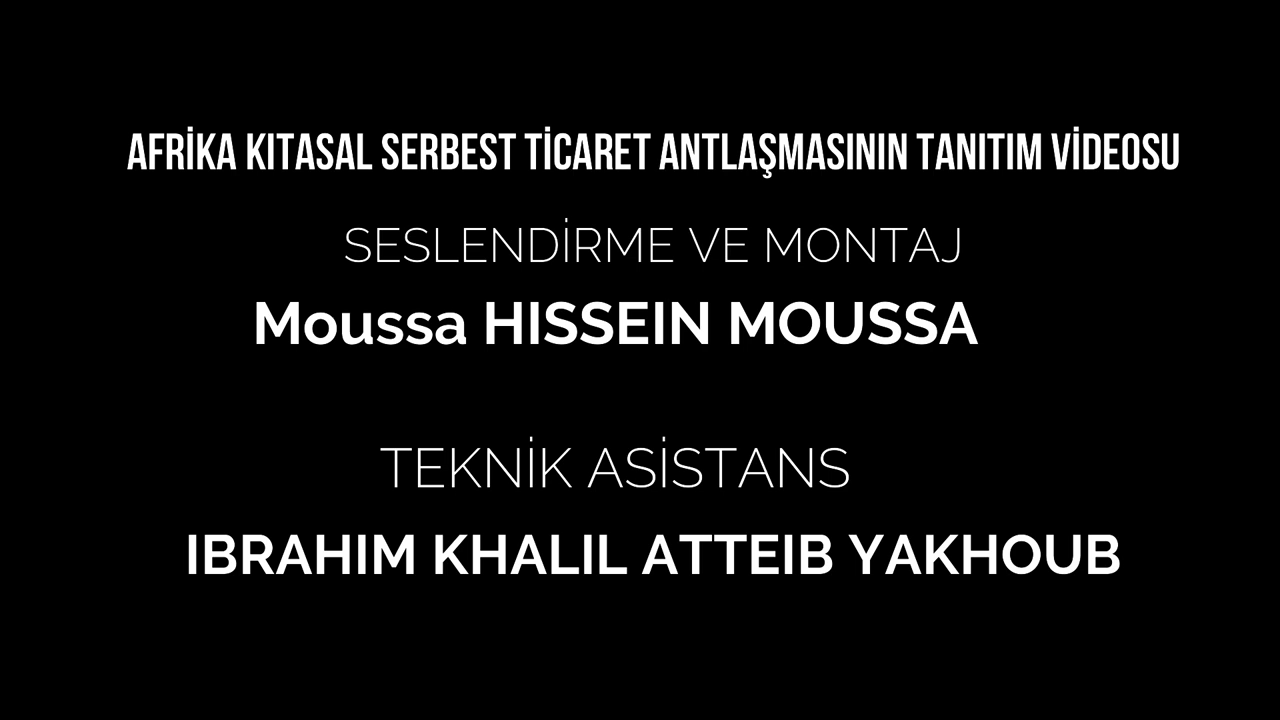 AFRİKA KITASAL SERBEST TİCARET ANTLAŞMASININ TANITIM VİDEOSU
SESLENDİRME VE MONTAJ
Moussa HISSEIN MOUSSA
TEKNİK ASİSTANS
IBRAHIM KHALIL ATTEIB YAKHOUB